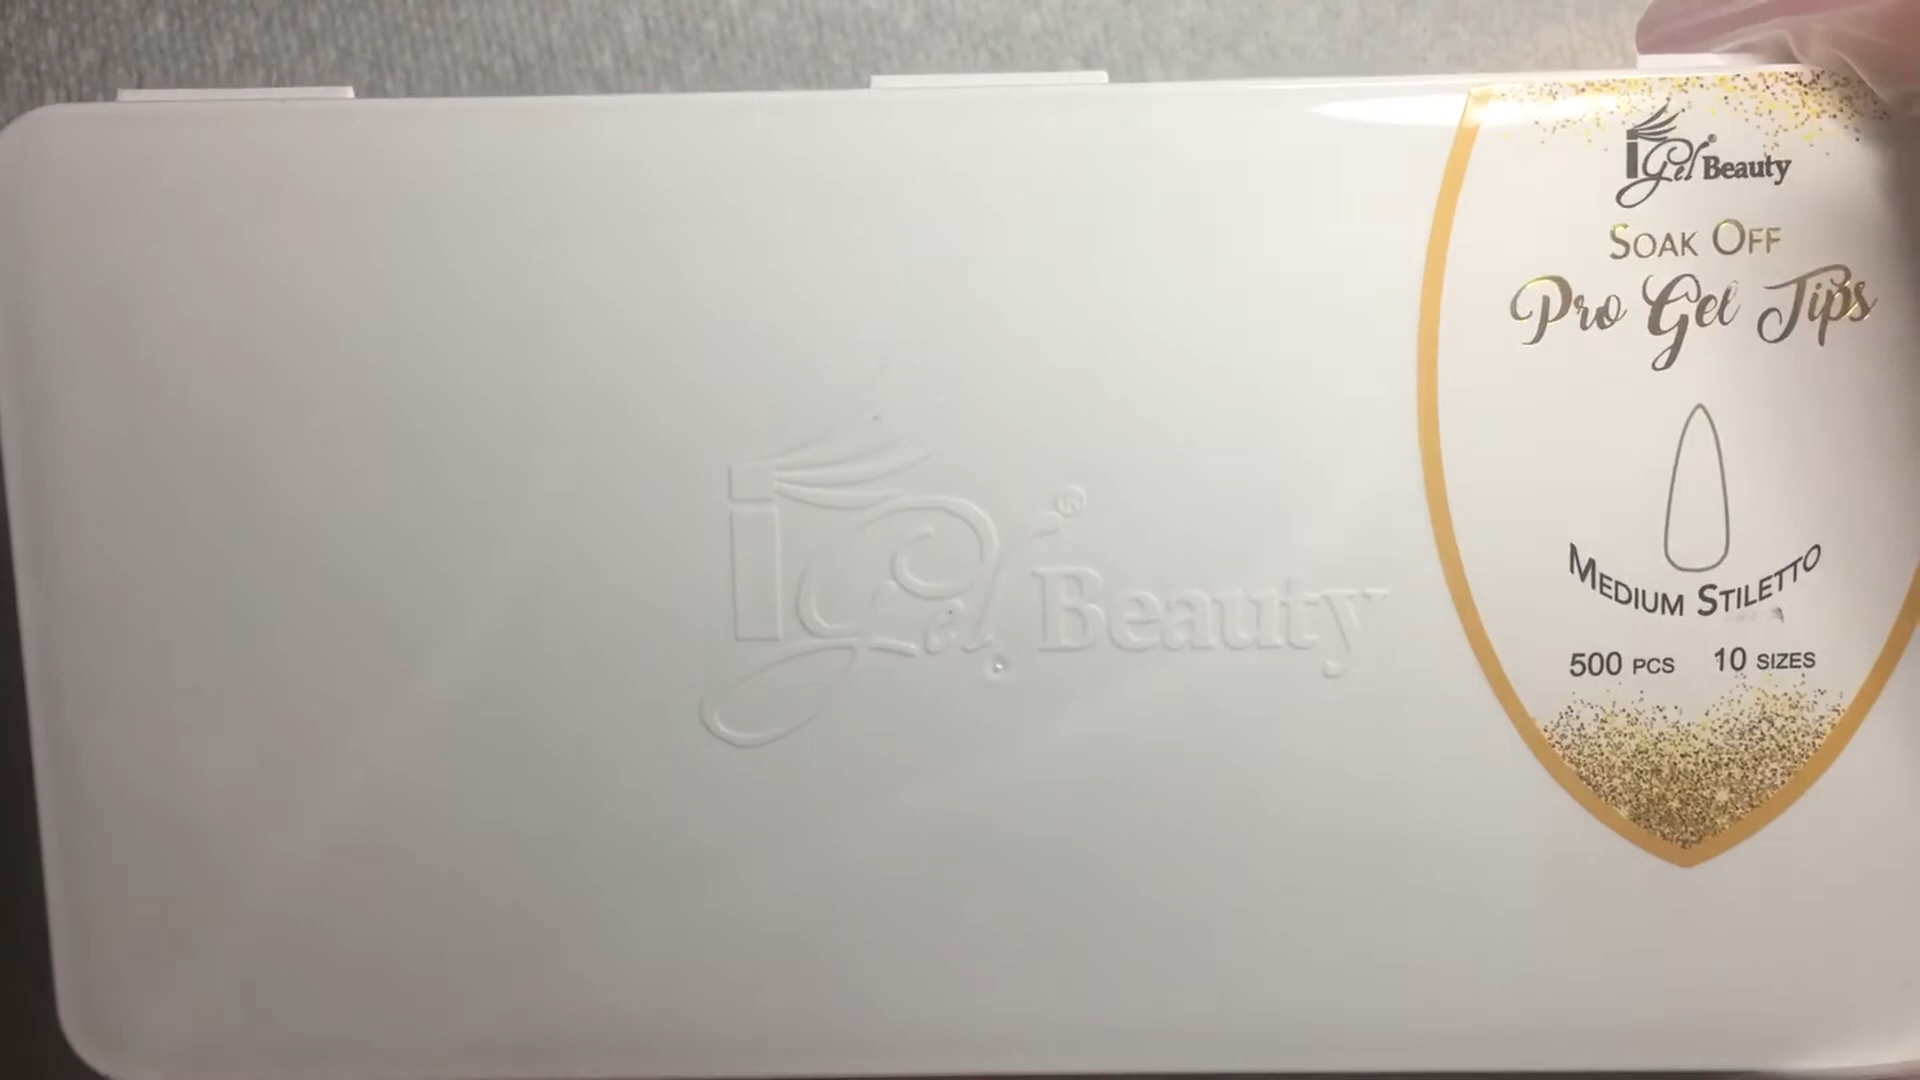 iGel® Beauty
iGel® Beauty
SOAK OFF
Pro Gel Tips
MEDIUM STILETTO
500 PCS 10 SIZES